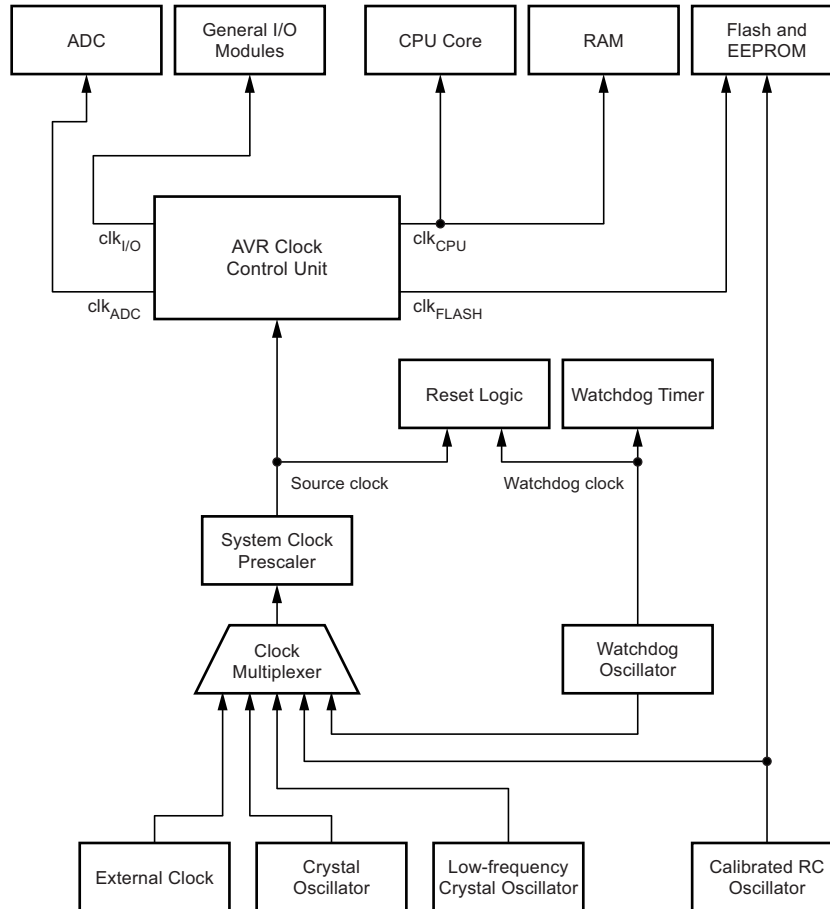 ADC
General I/O
Modules
CPU Core
RAM
Flash and
EEPROM
clkI/O
AVR Clock
Control Unit
clkCPU
clkADC
clkFLASH
Reset Logic
Watchdog Timer
Source clock
Watchdog clock
System Clock
Prescaler
Clock
Multiplexer
Watchdog
Oscillator
External Clock
Crystal
Oscillator
Low-frequency
Crystal Oscillator
Calibrated RC
Oscillator